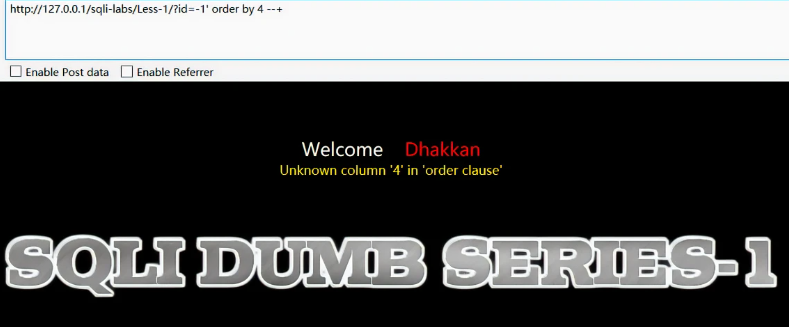 http://127.0.0.1/sqli-labs/Less-1/?id=-1' order by 4 --+
Enable Post data Enable Referrer
Welcome Dhakkan
Unknown column '4' in 'order clause'
SQLI DUMB SERIES-1